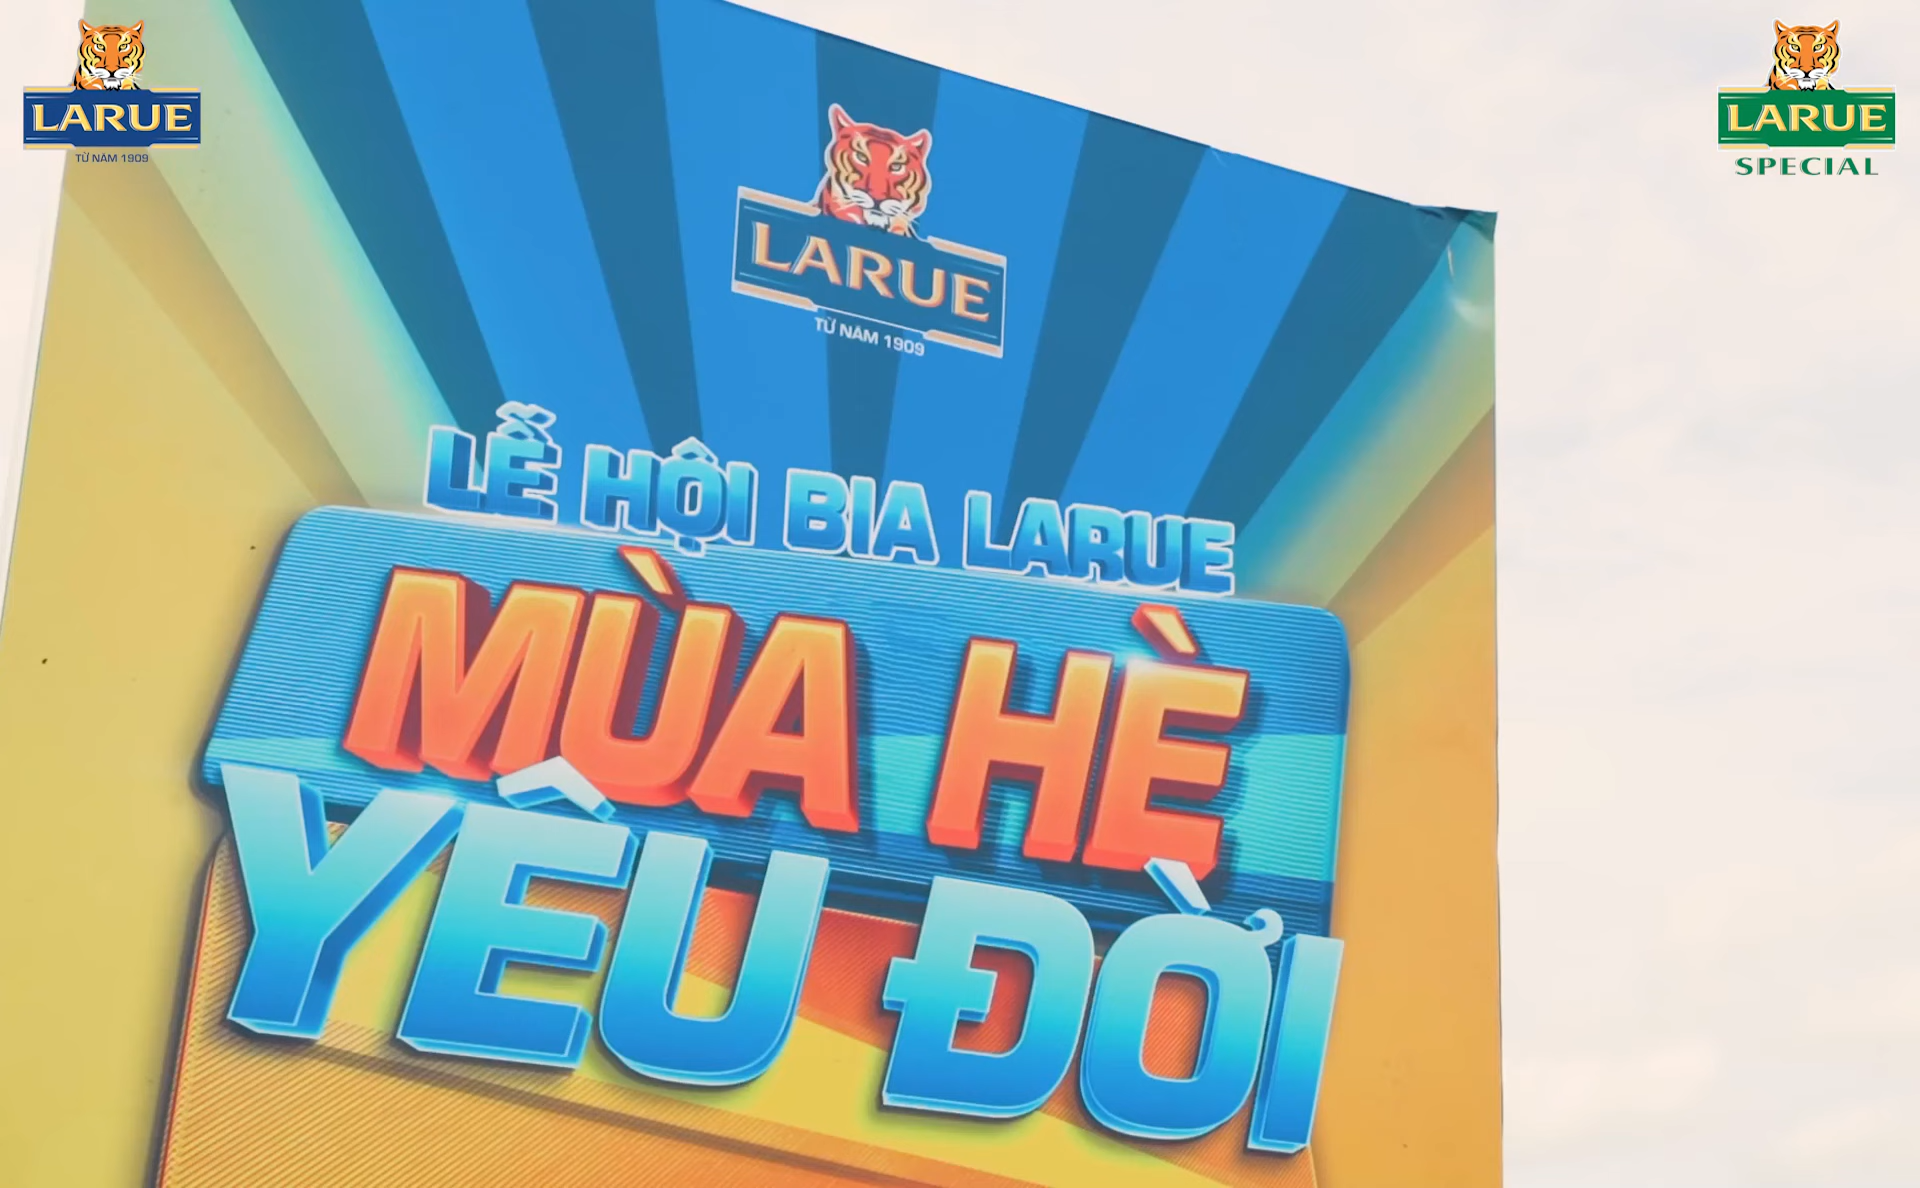 LARUE
TỪ NĂM 1909
LARUE
SPECIAL
LARUE
TỪ NĂM 1909
LỄ HỘI BIA LARUE
MÙA HÈ
YÊU ĐỜI